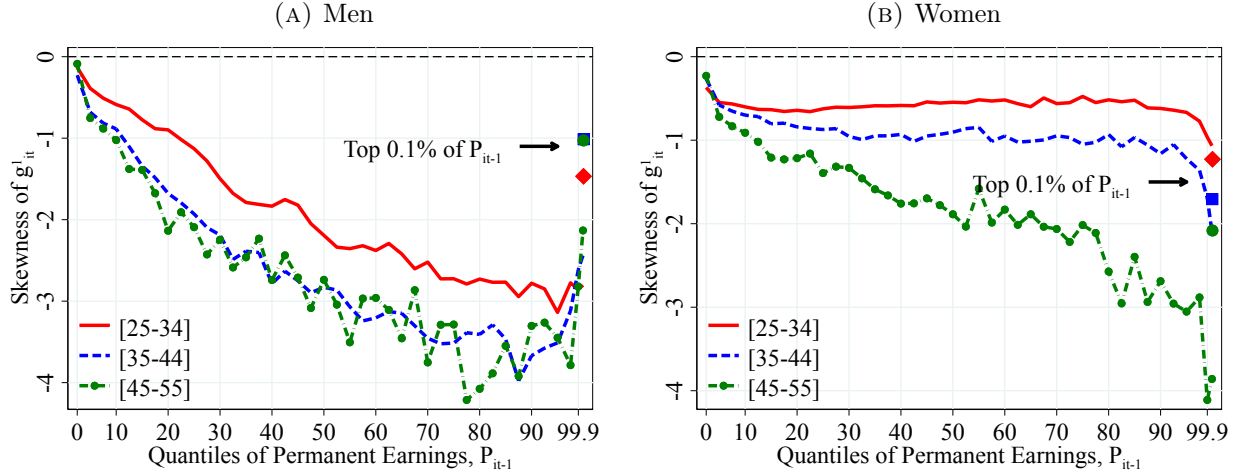 (A) Men
0
-1
-2
-3
-4
Skewness of g¹it
Top 0.1% of Pit-1
[25-34]
[35-44]
[45-55]
0 10 20 30 40 50 60 70 80 90 99.9
Quantiles of Permanent Earnings, Pit-1
(B) Women
0
-1
-2
-3
-4
Skewness of g¹it
Top 0.1% of Pit-1
[25-34]
[35-44]
[45-55]
0 10 20 30 40 50 60 70 80 90 99.9
Quantiles of Permanent Earnings, Pit-1